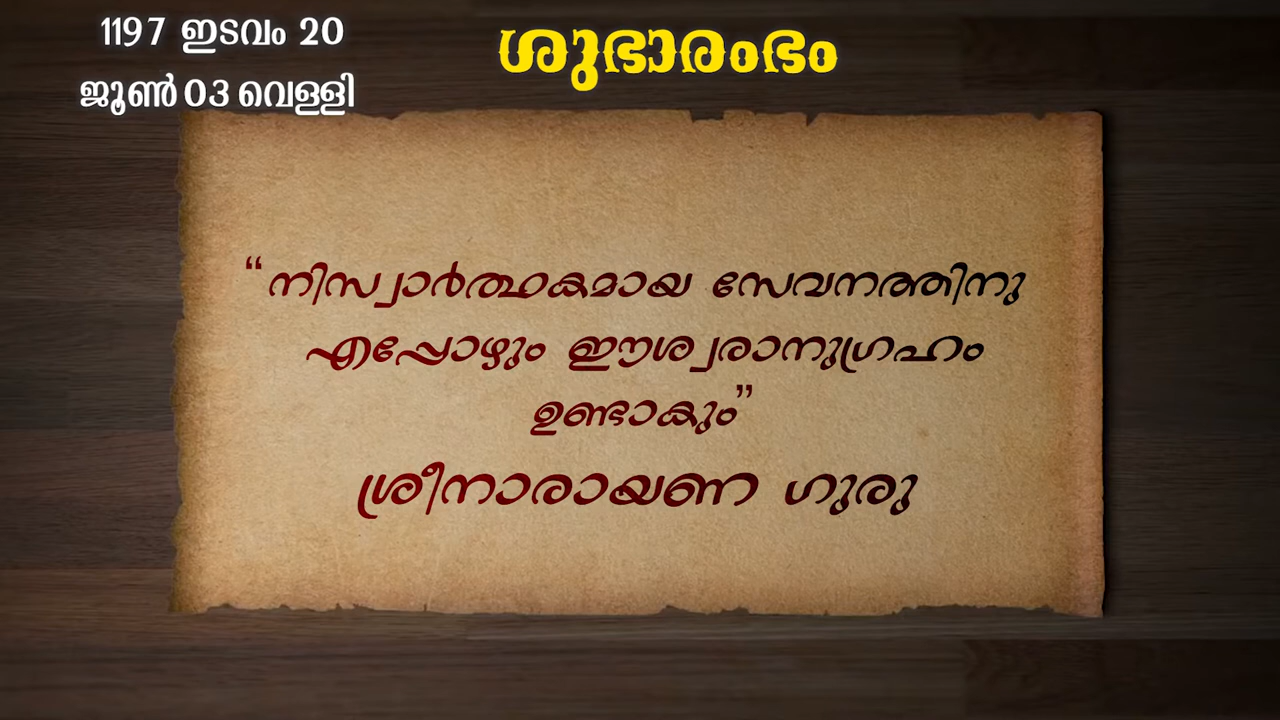 1197 ഇടവം 20
ജൂൺ 03 വെള്ളി
ശുഭാരംഭം
“നിസ്വാർത്ഥകമായ സേവനത്തിനു
എപ്പോഴും ഈശ്വരാനുഗ്രഹം
ഉണ്ടാകും”
ശ്രീനാരായണ ഗുരു